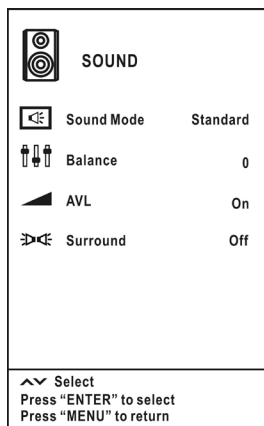 SOUND
Sound Mode Standard
Balance 0
AVL On
Surround Off
Select
Press “ENTER” to select
Press “MENU” to return